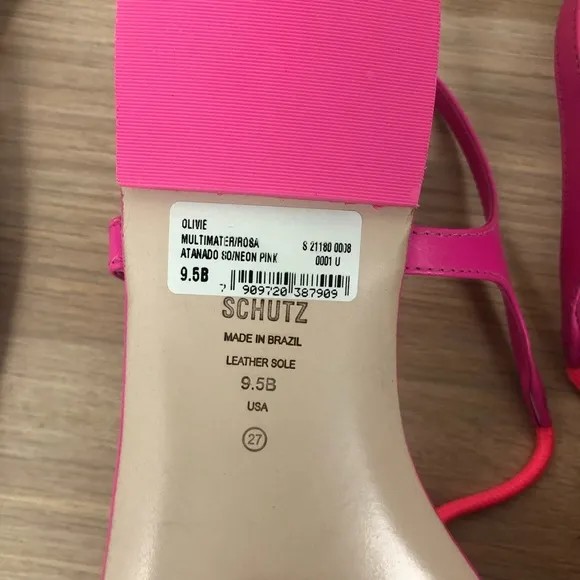 OLIVIE
MULTIMATER/ROSA S 21180 0008
ATANADO SO/NEON PINK 0001 U
9.5B
7 909720 387909
SCHUTZ
MADE IN BRAZIL
LEATHER SOLE
9.5B
USA
27